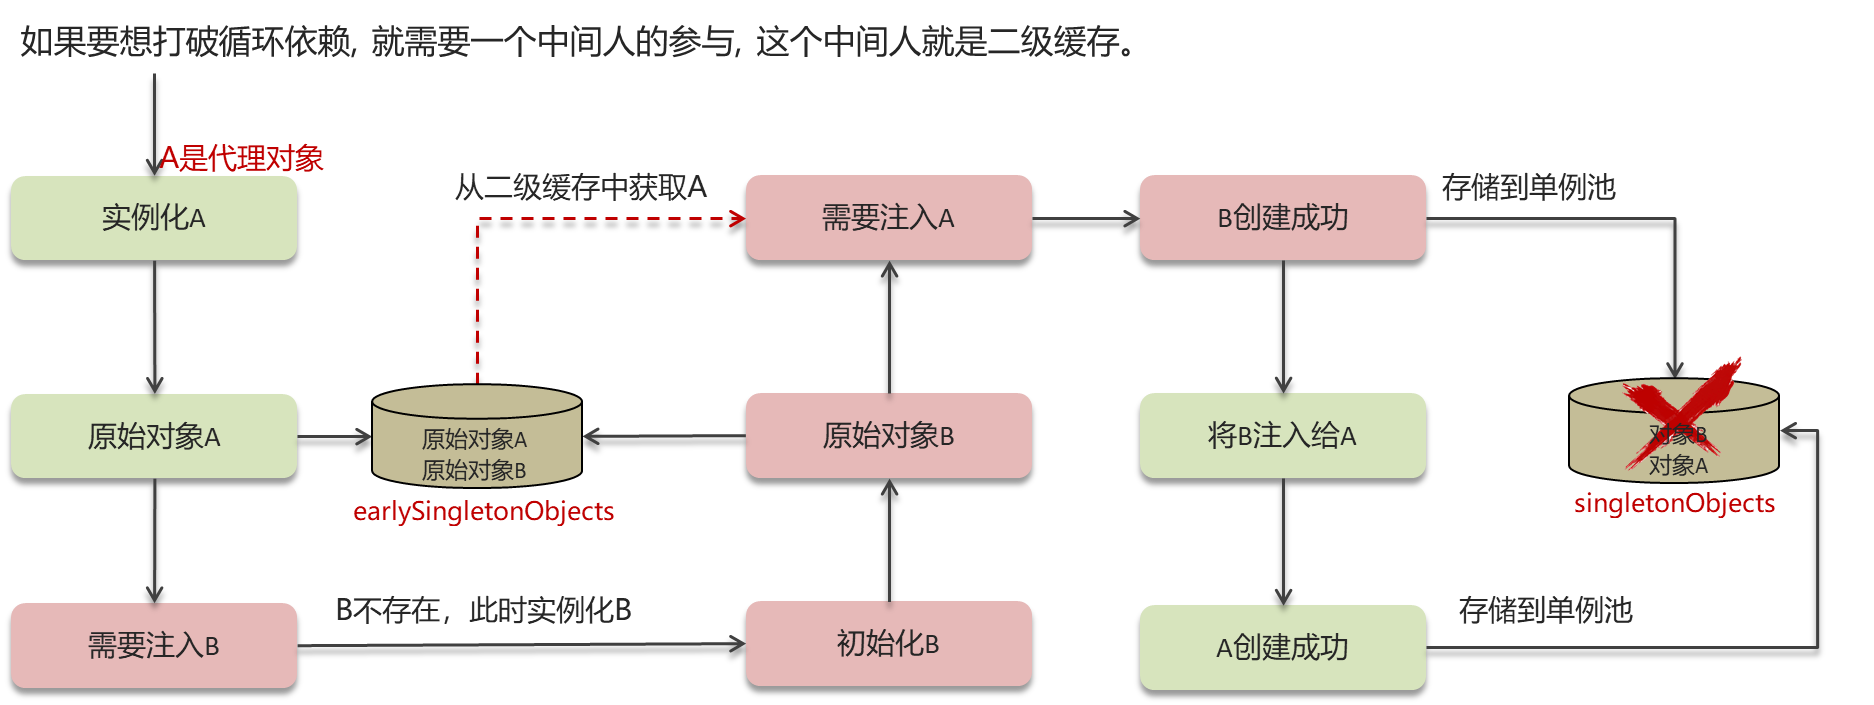 如果要想打破循环依赖, 就需要一个中间人的参与, 这个中间人就是二级缓存。
A是代理对象
实例化A
从二级缓存中获取A
需要注入A
B创建成功
存储到单例池
原始对象A
原始对象A
原始对象B
earlySingletonObjects
原始对象B
将B注入给A
对象B
对象A
singletonObjects
需要注入B
B不存在，此时实例化B
初始化B
A创建成功
存储到单例池